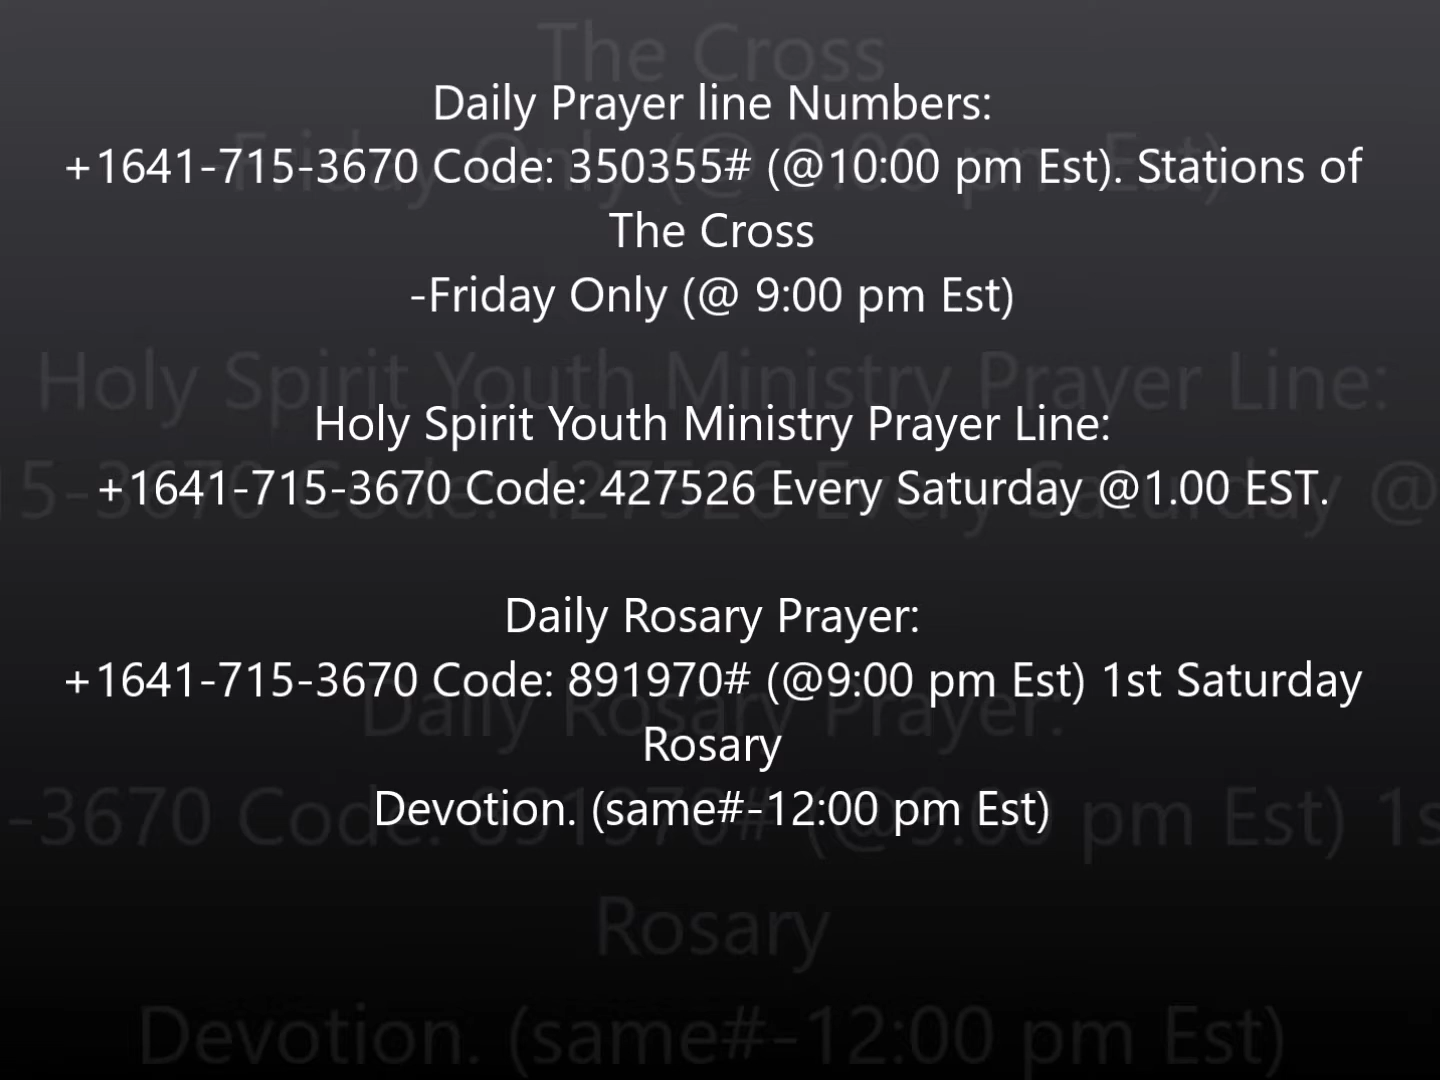 Daily Prayer line Numbers:
+1641-715-3670 Code: 350355# (@10:00 pm Est). Stations of
The Cross
-Friday Only (@ 9:00 pm Est)
Holy Spirit Youth Ministry Prayer Line:
+1641-715-3670 Code: 427526 Every Saturday @1.00 EST.
Daily Rosary Prayer:
+1641-715-3670 Code: 891970# (@9:00 pm Est) 1st Saturday
Rosary
Devotion. (same#-12:00 pm Est)